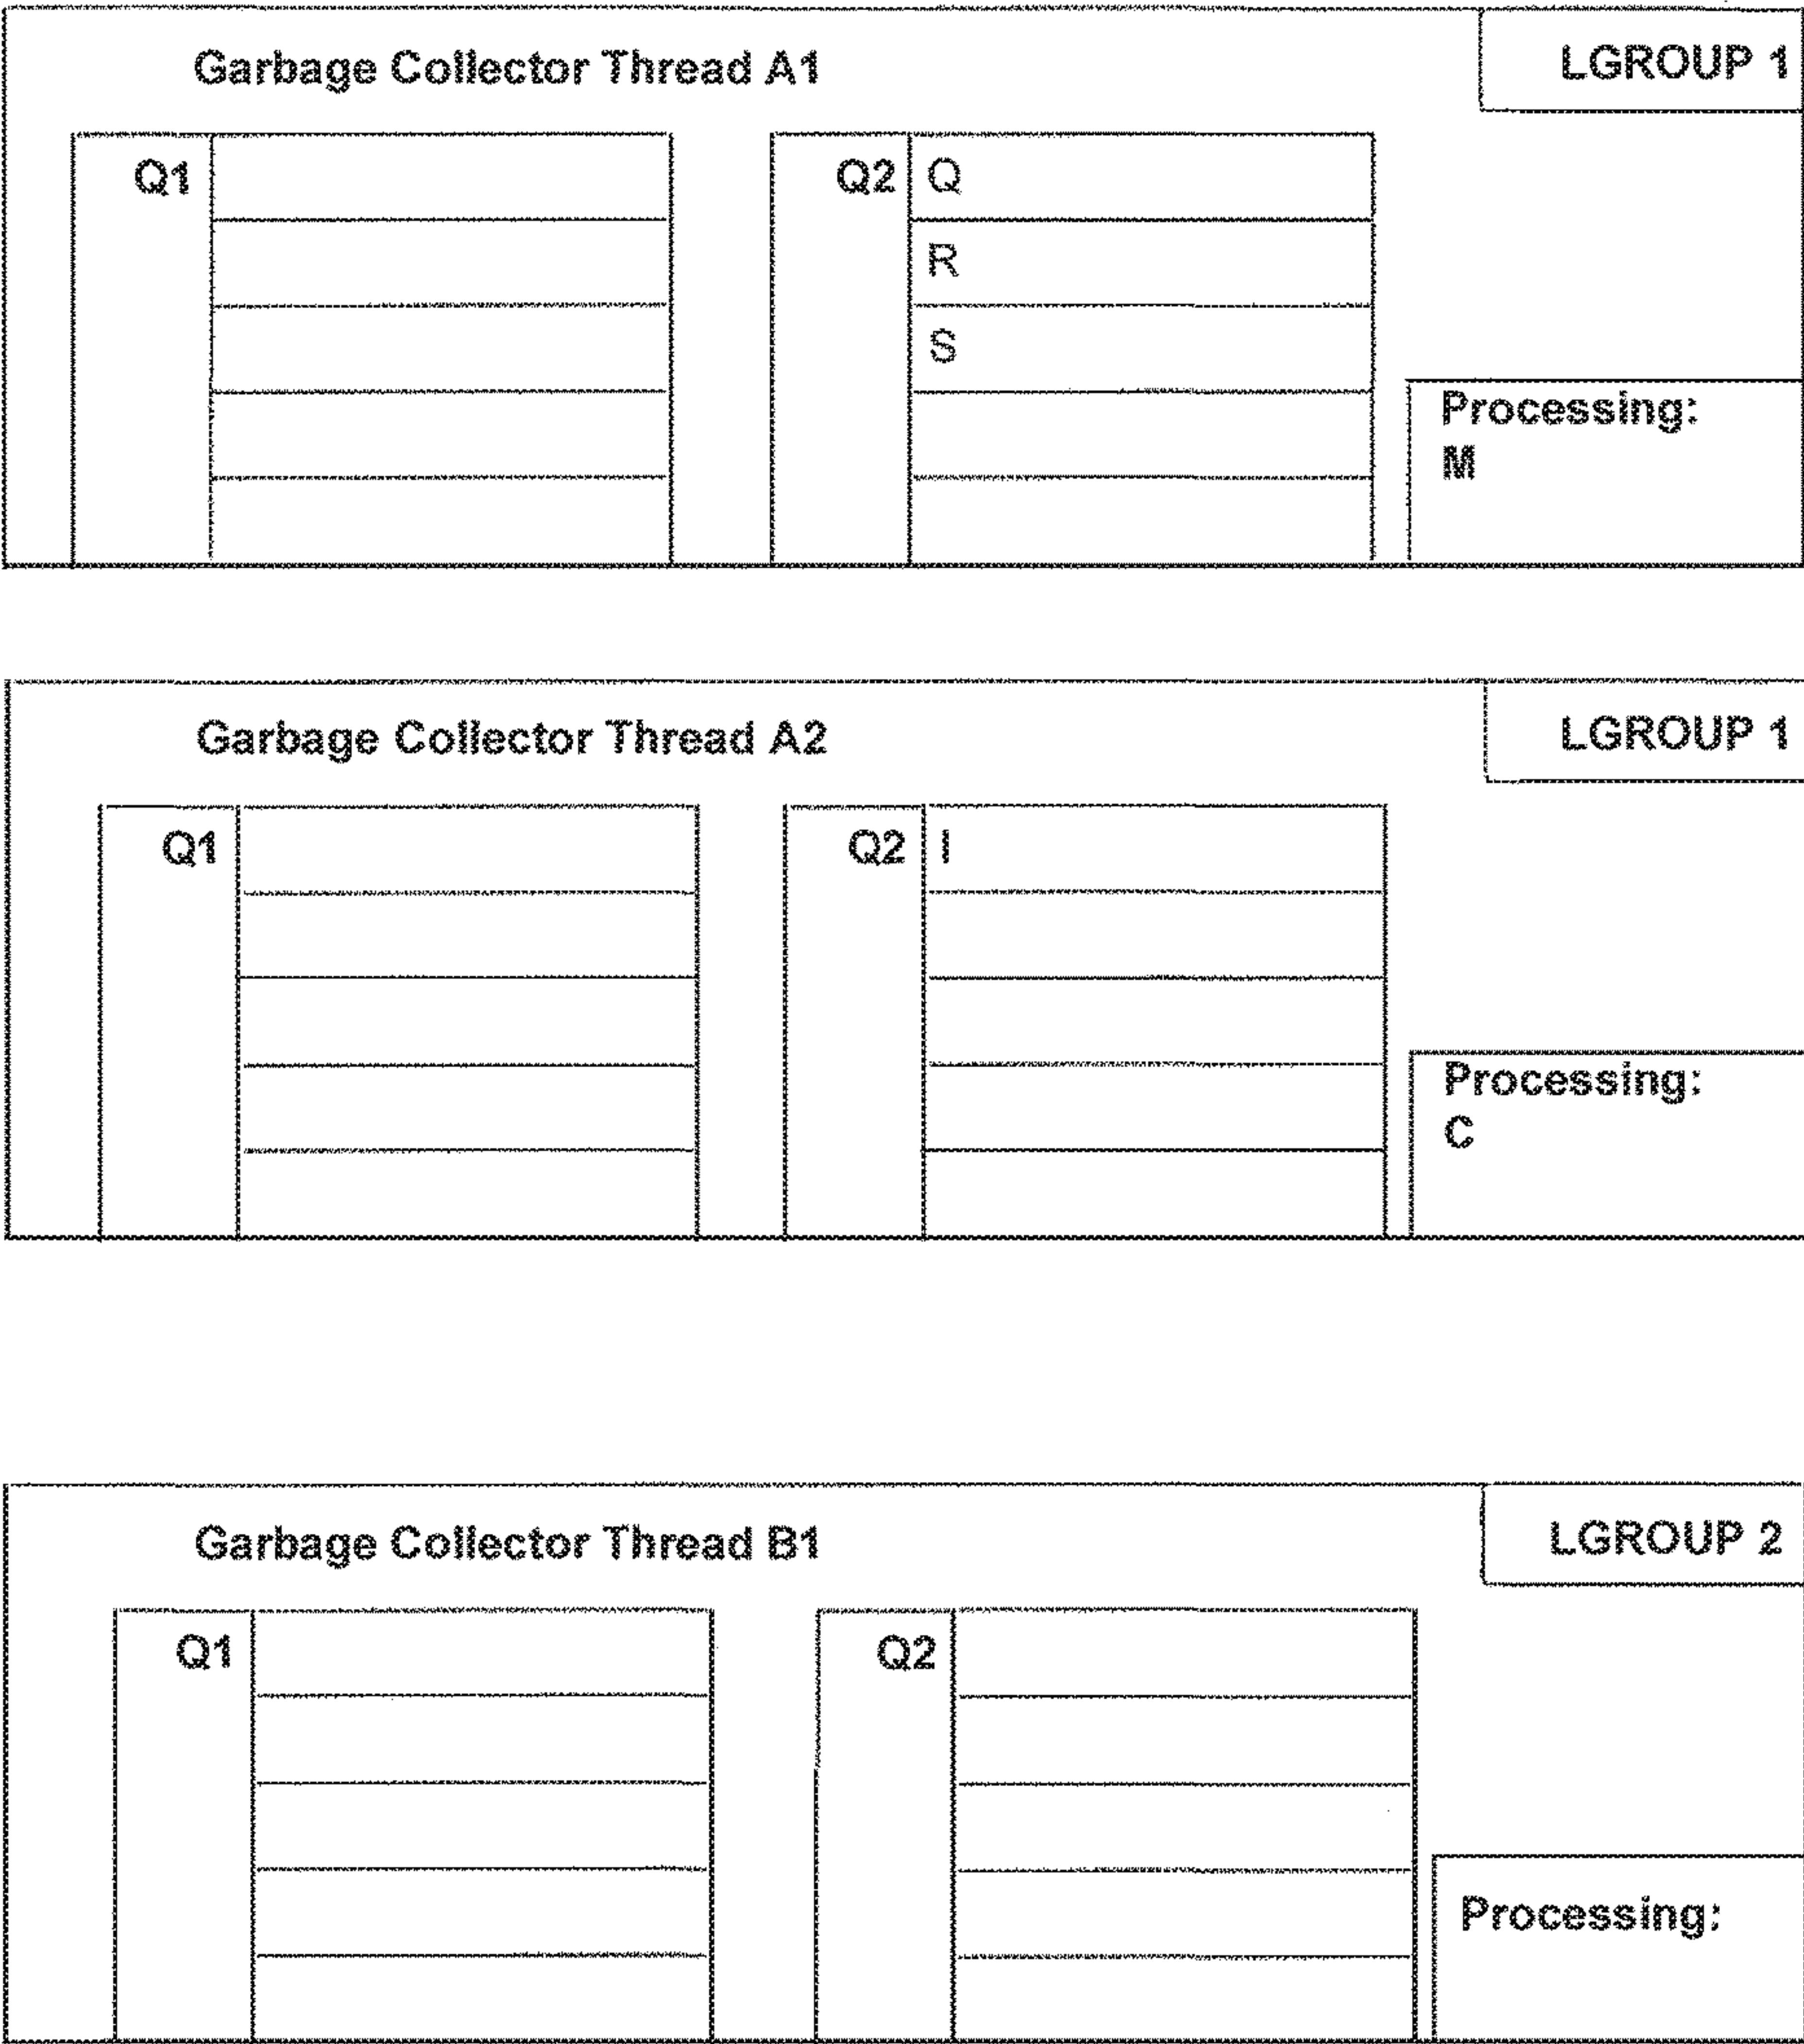 Garbage Collector Thread A1
LGROUP 1
Q1
Q2
Q
R
S
Processing:
M
Garbage Collector Thread A2
LGROUP 1
Q1
Q2
I
Processing:
C
Garbage Collector Thread B1
LGROUP 2
Q1
Q2
Processing: